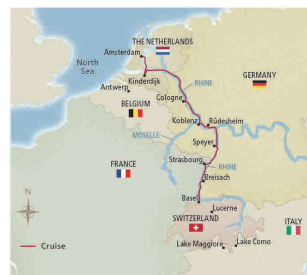 THE NETHERLANDS
Amsterdam
North
Sea
Kinderdijk
RHINE
GERMANY
Antwerp
Cologne
BELGIUM
Koblenz
Rüdesheim
MOSELLE
Speyer
FRANCE
Strasbourg
RHINE
Breisach
N
Basel
Lucerne
SWITZERLAND
ITALY
Cruise
Lake Maggiore
Lake Como